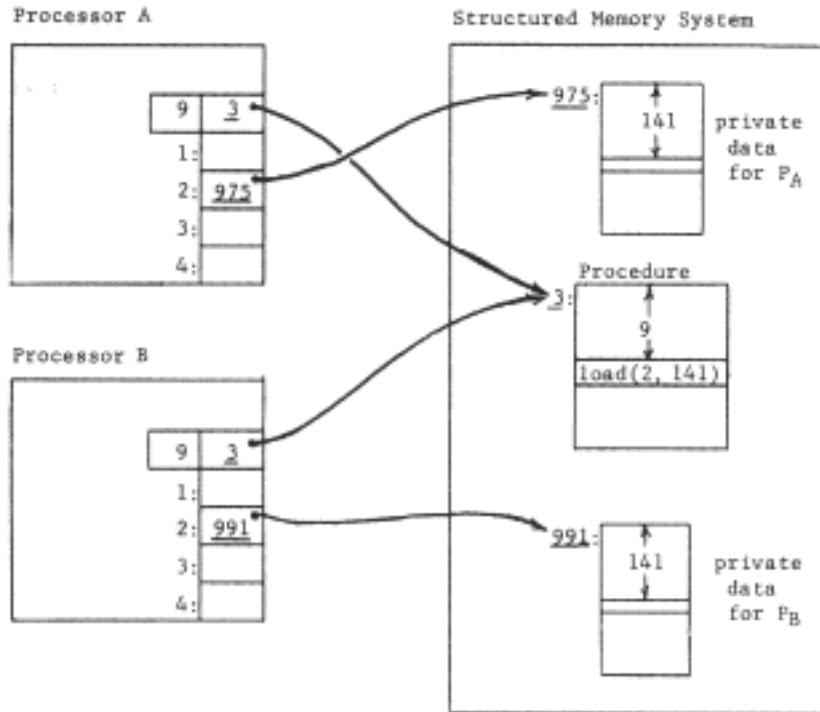 Processor A
Structured Memory System
9 3
1:
2: 975
3:
4:
975:
141
private
data
for PA
Procedure
3:
9
load(2, 141)
Processor B
9 3
1:
2: 991
3:
4:
991:
141
private
data
for PB